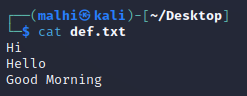 ┌──(malhi㉿kali)-[~/Desktop]
└─$ cat def.txt
Hi
Hello
Good Morning